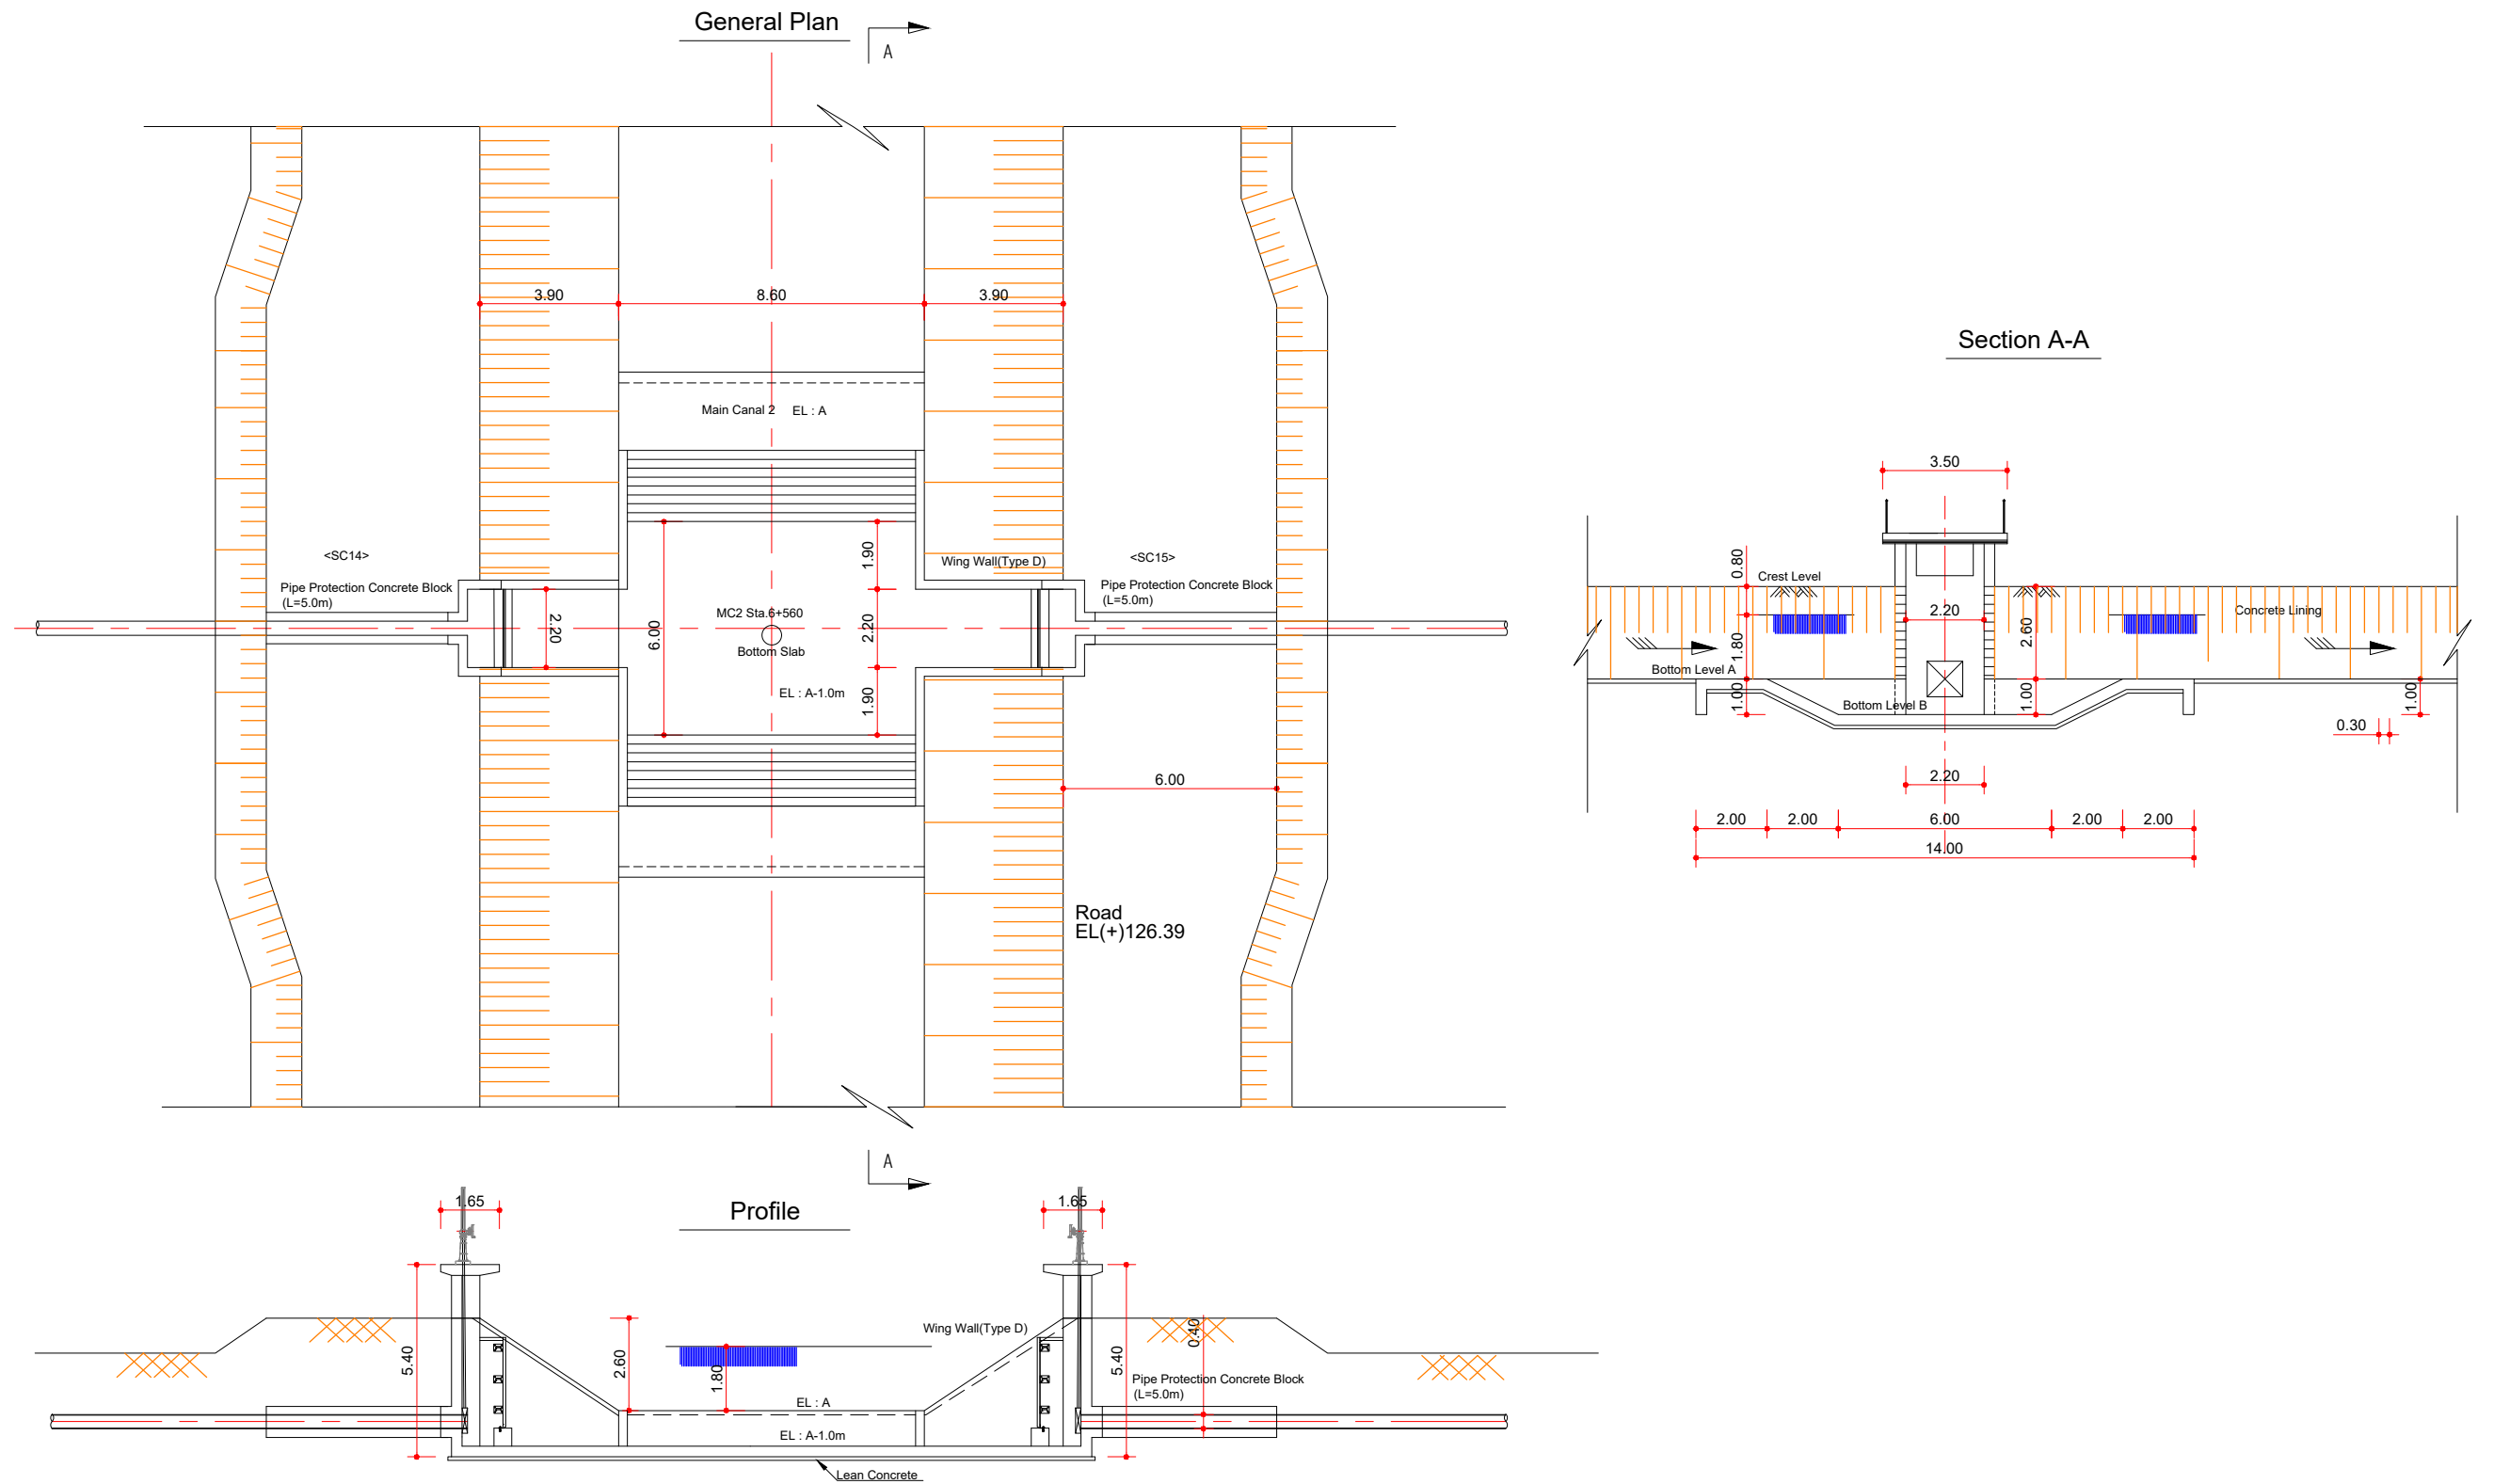 General Plan
A
3.90
8.60
3.90
Main Canal 2
EL : A
<SC14>
Pipe Protection Concrete Block
(L=5.0m)
1.90
Wing Wall(Type D)
<SC15>
Pipe Protection Concrete Block
(L=5.0m)
2.20
6.00
MC2 Sta.6+560
Bottom Slab
2.20
EL : A-1.0m
1.90
6.00
Road
EL(+)126.39
A
Section A-A
3.50
0.80
Crest Level
2.20
Concrete Lining
1.80
2.60
Bottom Level A
1.00
Bottom Level B
1.00
1.00
0.30
2.20
2.00
2.00
6.00
2.00
2.00
14.00
Profile
1.65
1.65
5.40
2.60
1.80
Wing Wall(Type D)
5.40
0.40
Pipe Protection Concrete Block
(L=5.0m)
EL : A
EL : A-1.0m
Lean Concrete